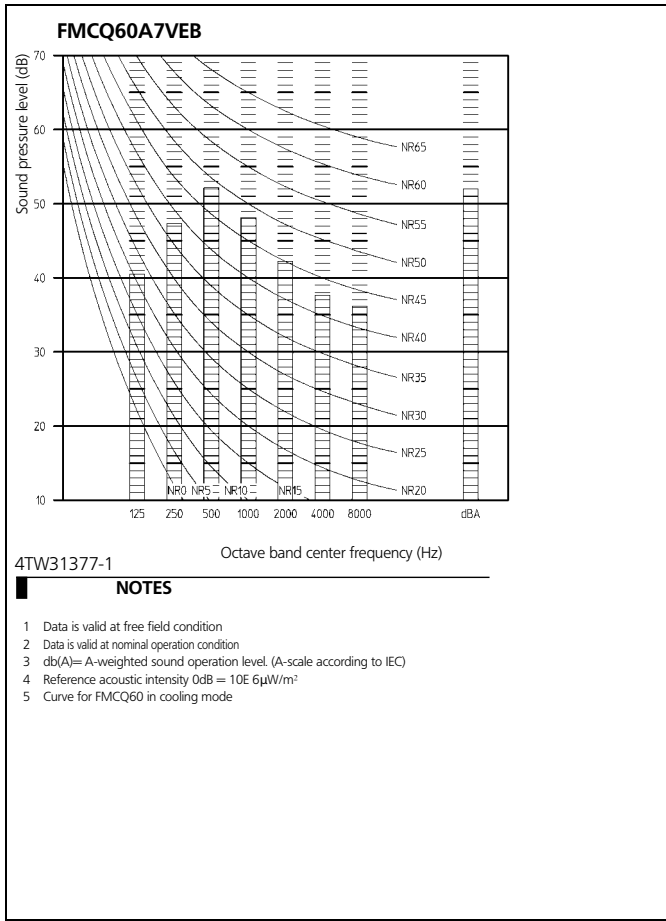 FMCQ60A7VEB
Sound pressure level (dB)
70
60
50
40
30
20
10
NR65
NR60
NR55
NR50
NR45
NR40
NR35
NR30
NR25
NR20
NR0 NR5 NR10 NR15
125 250 500 1000 2000 4000 8000 dBA
Octave band center frequency (Hz)
4TW31377-1
NOTES
1 Data is valid at free field condition
2 Data is valid at nominal operation condition
3 db(A)= A-weighted sound operation level. (A-scale according to IEC)
4 Reference acoustic intensity 0dB = 10E 6µW/m²
5 Curve for FMCQ60 in cooling mode